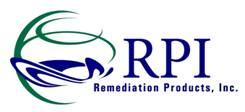 RPI
Remediation Products, Inc.